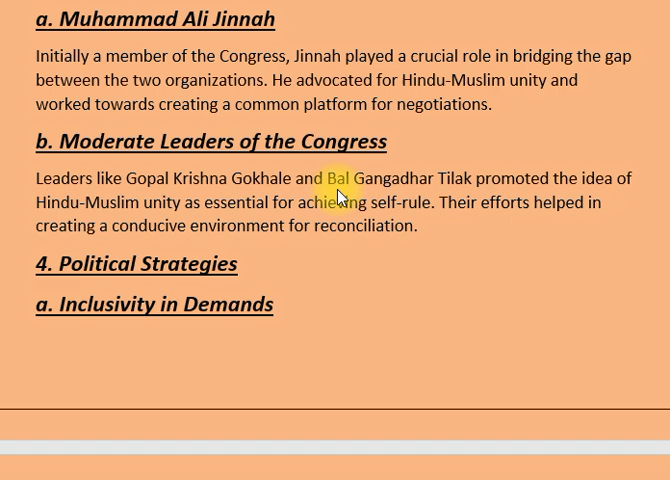 a. Muhammad Ali Jinnah
Initially a member of the Congress, Jinnah played a crucial role in bridging the gap
between the two organizations. He advocated for Hindu-Muslim unity and
worked towards creating a common platform for negotiations.
b. Moderate Leaders of the Congress
Leaders like Gopal Krishna Gokhale and Bal Gangadhar Tilak promoted the idea of
Hindu-Muslim unity as essential for achieving self-rule. Their efforts helped in
creating a conducive environment for reconciliation.
4. Political Strategies
a. Inclusivity in Demands